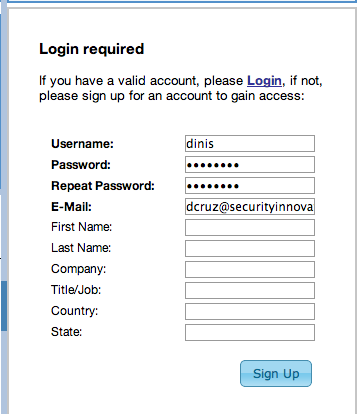 Login required
If you have a valid account, please Login, if not,
please sign up for an account to gain access:
Username: dinis
Password: ••••••••
Repeat Password: ••••••••
E-Mail: dcruz@securityinnova
First Name:
Last Name:
Company:
Title/Job:
Country:
State:
Sign Up